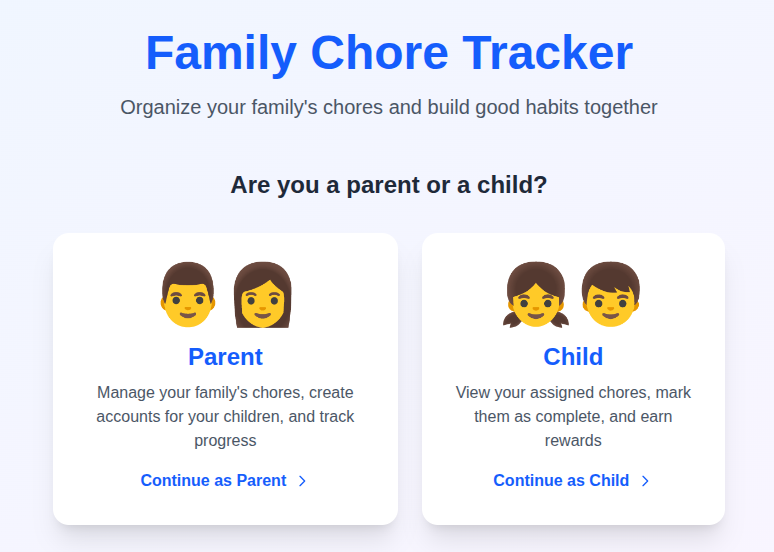 Family Chore Tracker
Organize your family's chores and build good habits together
Are you a parent or a child?
Parent
Manage your family's chores, create
accounts for your children, and track
progress
Continue as Parent
Child
View your assigned chores, mark
them as complete, and earn
rewards
Continue as Child